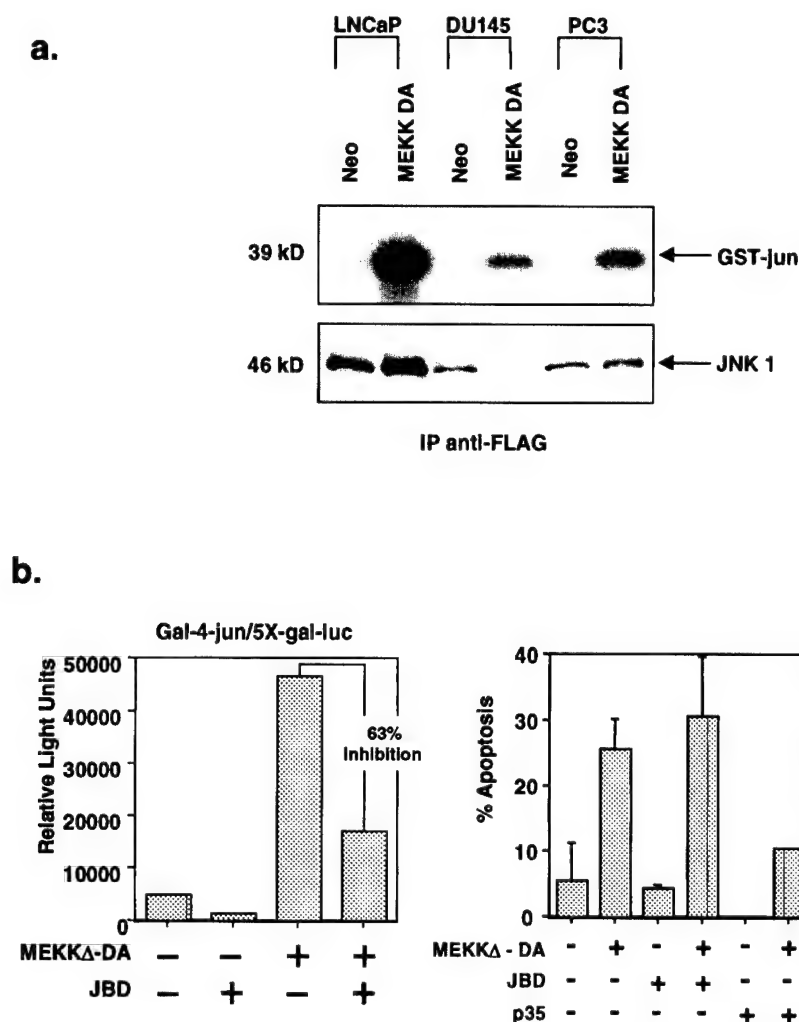 a.
LNCaP DU145 PC3
Neo MEKK DA Neo MEKK DA Neo MEKK DA
39 kD GST-jun
46 kD JNK 1
IP anti-FLAG
b.
Gal-4-jun/5X-gal-luc
Relative Light Units
50000
40000
30000
20000
10000
0
63%
Inhibition
MEKKΔ-DA — — + +
JBD — + — +
% Apoptosis
40
30
20
10
0
MEKKΔ - DA - + - + - +
JBD - - + + - -
p35 - - - - + +